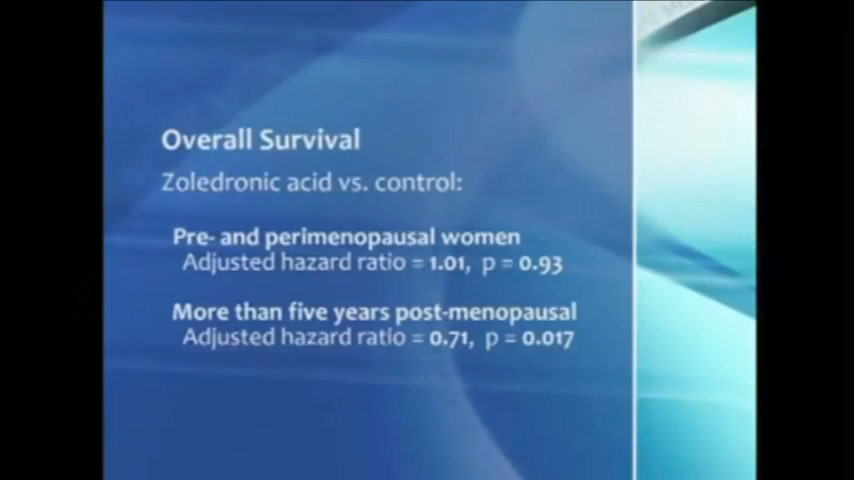 Overall Survival
Zoledronic acid vs. control:
Pre- and perimenopausal women
Adjusted hazard ratio = 1.01, p = 0.93
More than five years post-menopausal
Adjusted hazard ratio = 0.71, p = 0.017